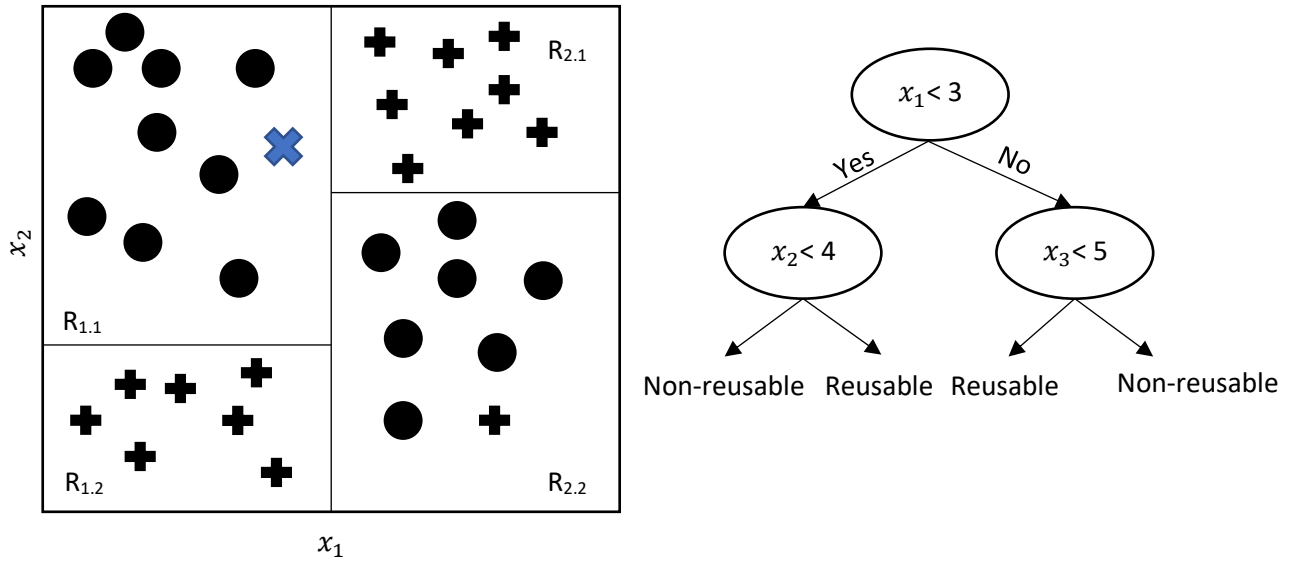 R₂.₁
x₂
R₁.₁
R₁.₂
R₂.₂
x₁
x₁< 3
Yes
No
x₂< 4
x₃< 5
Non-reusable
Reusable
Reusable
Non-reusable